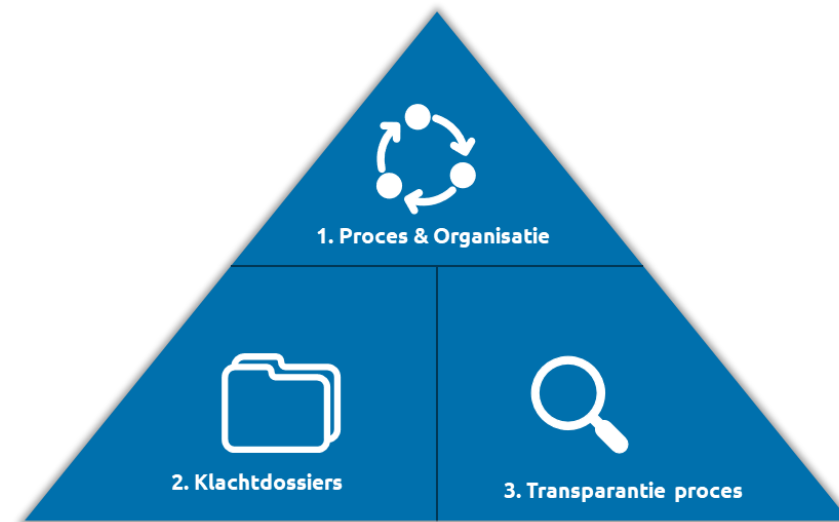 1. Proces & Organisatie
2. Klachtdossiers
3. Transparantie proces